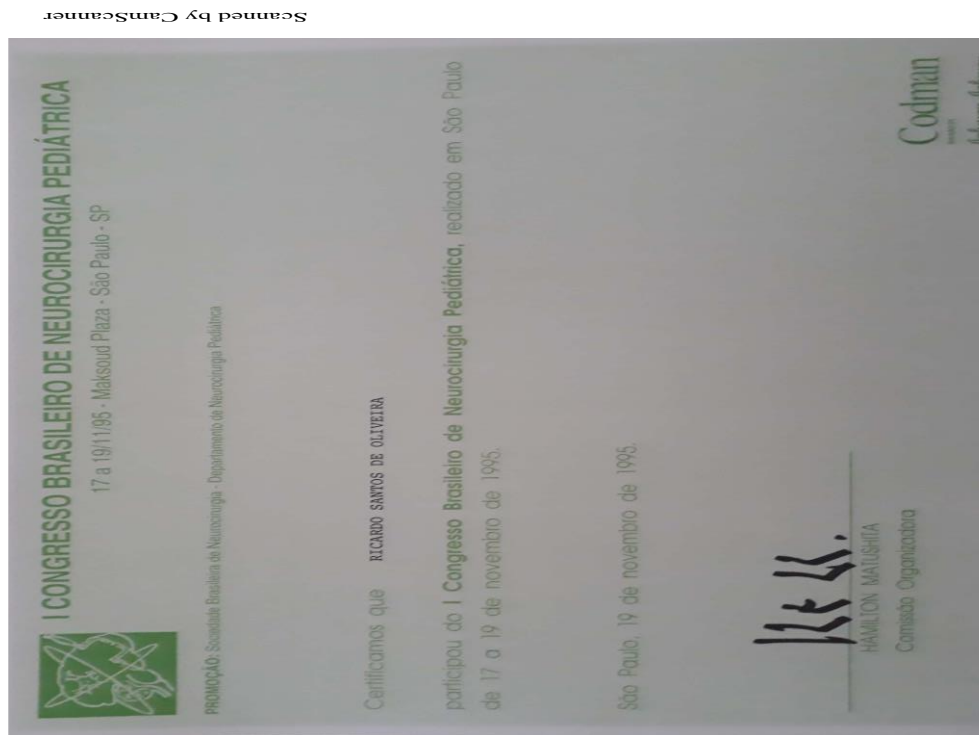 Scanned by CamScanner
I CONGRESSO BRASILEIRO DE NEUROCIRURGIA PEDIÁTRICA
17 a 19/11/95 - Maksoud Plaza - São Paulo - SP
PROMOÇÃO: Sociedade Brasileira de Neurocirurgia - Departamento de Neurocirurgia Pediátrica
Certificamos que RICARDO SANTOS DE OLIVEIRA
participou do I Congresso Brasileiro de Neurocirurgia Pediátrica, realizado em São Paulo
de 17 a 19 de novembro de 1995.
São Paulo, 19 de novembro de 1995.
HAMILTON MATUSHITA
Comissão Organizadora
Codman